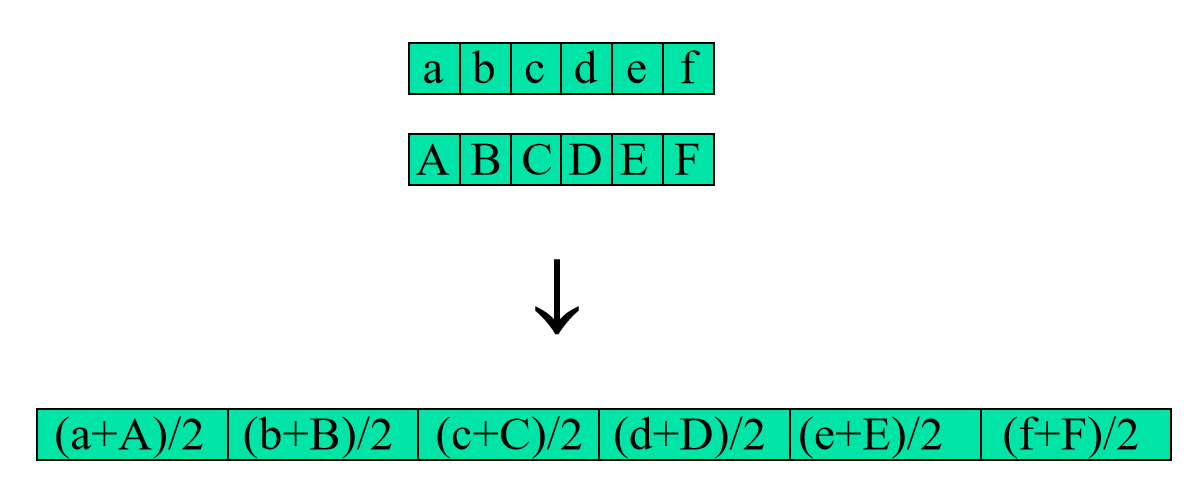 a b c d e f
A B C D E F
↓
(a+A)/2 (b+B)/2 (c+C)/2 (d+D)/2 (e+E)/2 (f+F)/2